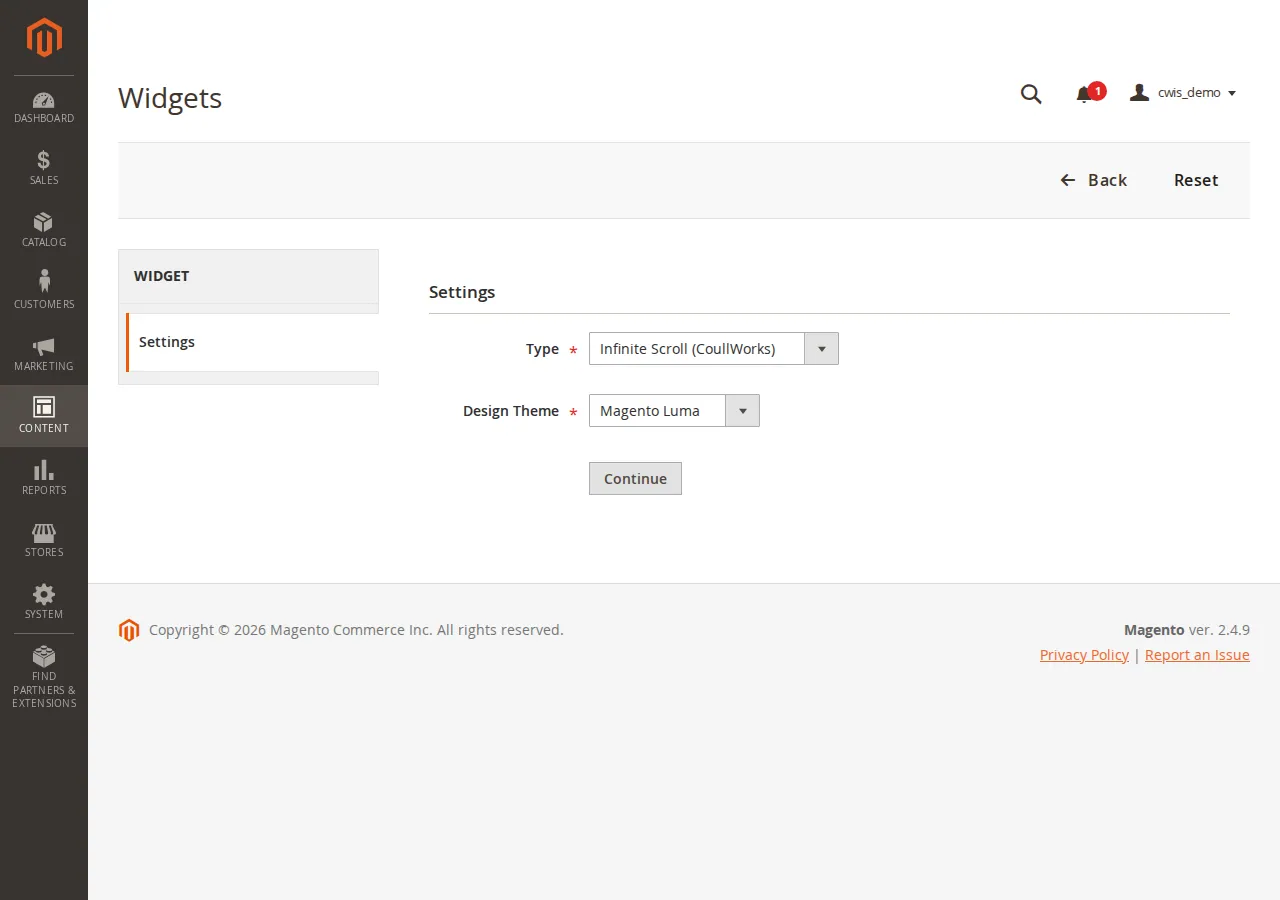 DASHBOARD
SALES
CATALOG
CUSTOMERS
MARKETING
CONTENT
REPORTS
STORES
SYSTEM
FIND
PARTNERS &
EXTENSIONS
Widgets
1
cwis_demo
Back
Reset
WIDGET
Settings
Settings
Type *
Infinite Scroll (CoullWorks)
Design Theme *
Magento Luma
Continue
Copyright © 2026 Magento Commerce Inc. All rights reserved.
Magento ver. 2.4.9
Privacy Policy | Report an Issue